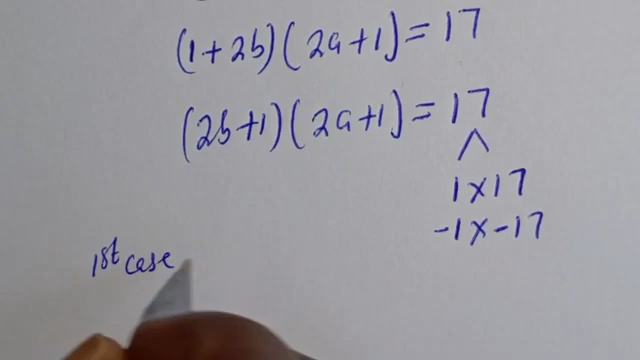 (1+2b)(2a+1)=17
(2b+1)(2a+1)=17
1×17
-1×-17
1st case